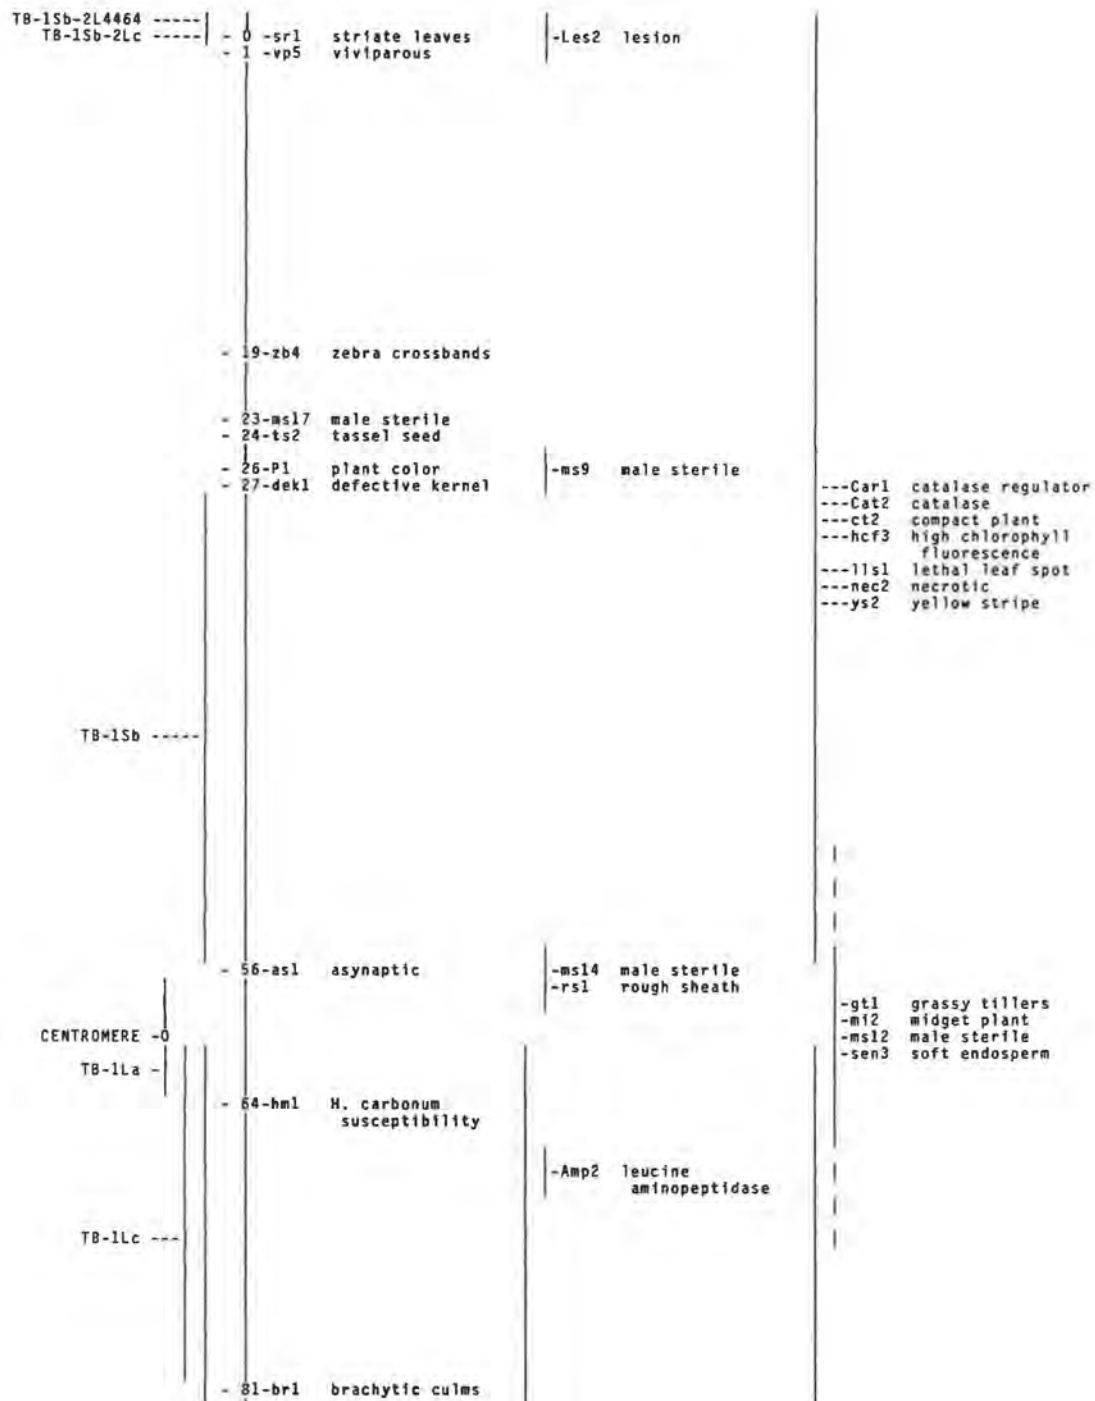 TB-1Sb-2L4464 -----
TB-1Sb-2Lc ----- - 0 -sr1 striate leaves -Les2 lesion
- 1 -vp5 viviparous
- 19-zb4 zebra crossbands
- 23-ms17 male sterile
- 24-ts2 tassel seed
- 26-P1 plant color -ms9 male sterile
- 27-dek1 defective kernel ---Car1 catalase regulator
---Cat2 catalase
---ct2 compact plant
---hcf3 high chlorophyll
fluorescence
---lls1 lethal leaf spot
---nec2 necrotic
---ys2 yellow stripe
TB-1Sb -----
- 56-as1 asynaptic -ms14 male sterile
-rs1 rough sheath
-gt1 grassy tillers
-mi2 midget plant
CENTROMERE -O -ms12 male sterile
-sen3 soft endosperm
TB-1La -
- 64-hm1 H. carbonum
susceptibility
-Amp2 leucine
aminopeptidase
TB-1Lc ---
- 81-br1 brachytic culms